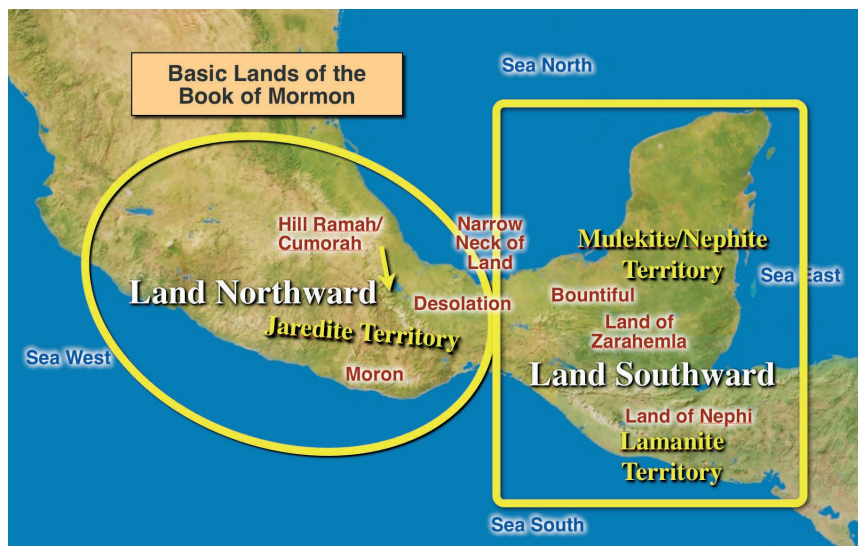 Basic Lands of the
Book of Mormon
Sea North
Hill Ramah/
Cumorah
Narrow
Neck of
Land
Mulekite/Nephite
Territory
Sea East
Land Northward
Desolation
Bountiful
Jaredite Territory
Land of
Zarahemla
Sea West
Moron
Land Southward
Land of Nephi
Lamanite
Territory
Sea South